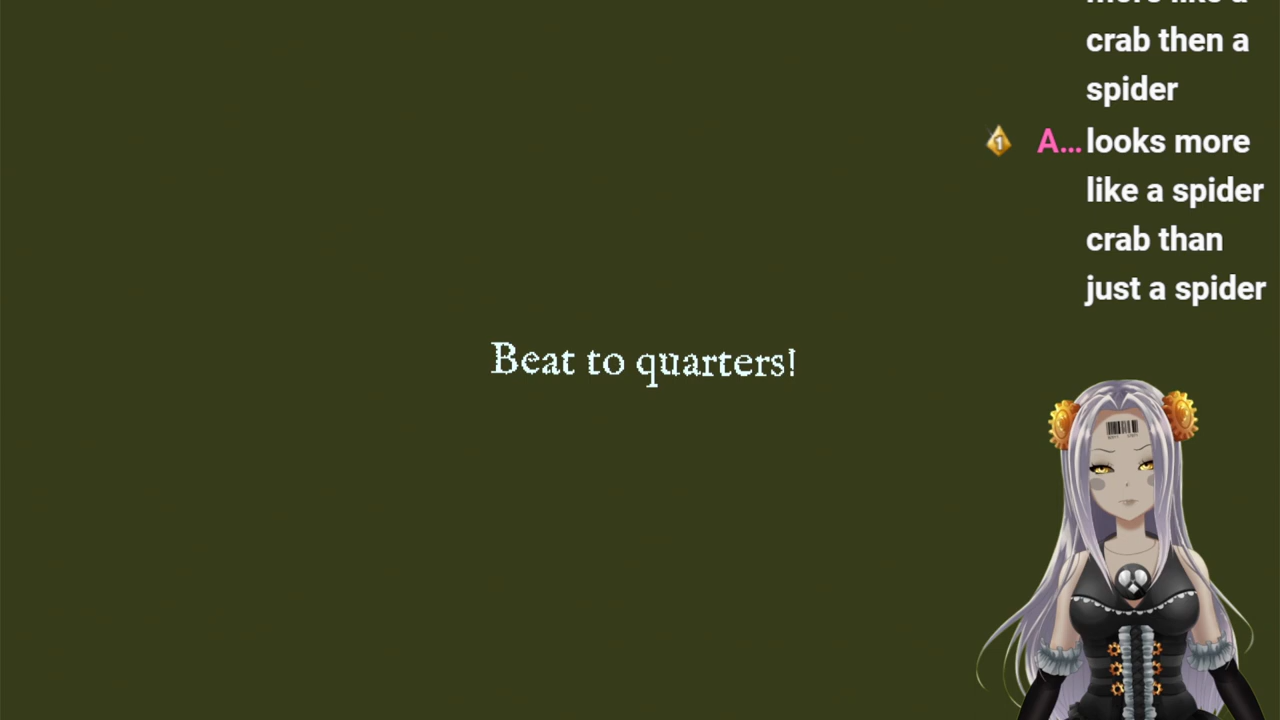 crab then a
spider
A... looks more
like a spider
crab than
just a spider
Beat to quarters!